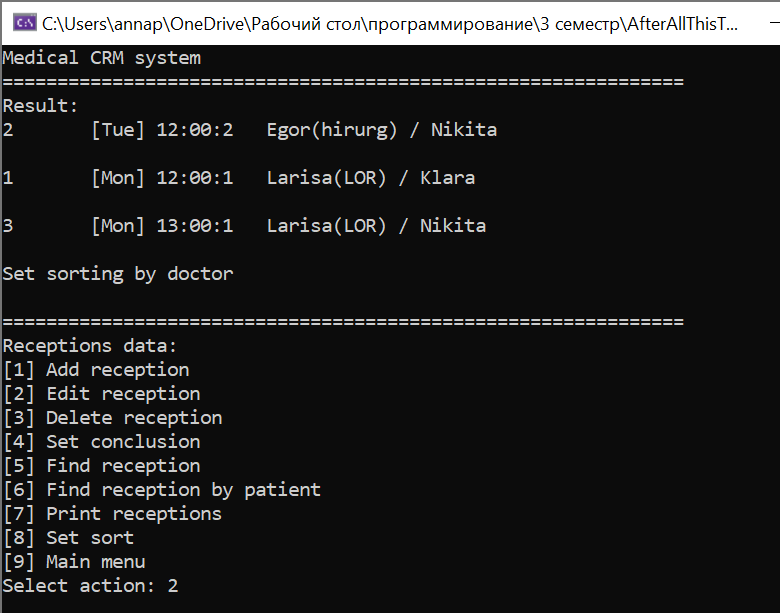 C:\Users\annap\OneDrive\Рабочий стол\программирование\3 семестр\AfterAllThisT...
Medical CRM system
==============================================================
Result:
2       [Tue] 12:00:2   Egor(hirurg) / Nikita
1       [Mon] 12:00:1   Larisa(LOR) / Klara
3       [Mon] 13:00:1   Larisa(LOR) / Nikita
Set sorting by doctor
==============================================================
Receptions data:
[1] Add reception
[2] Edit reception
[3] Delete reception
[4] Set conclusion
[5] Find reception
[6] Find reception by patient
[7] Print receptions
[8] Set sort
[9] Main menu
Select action: 2